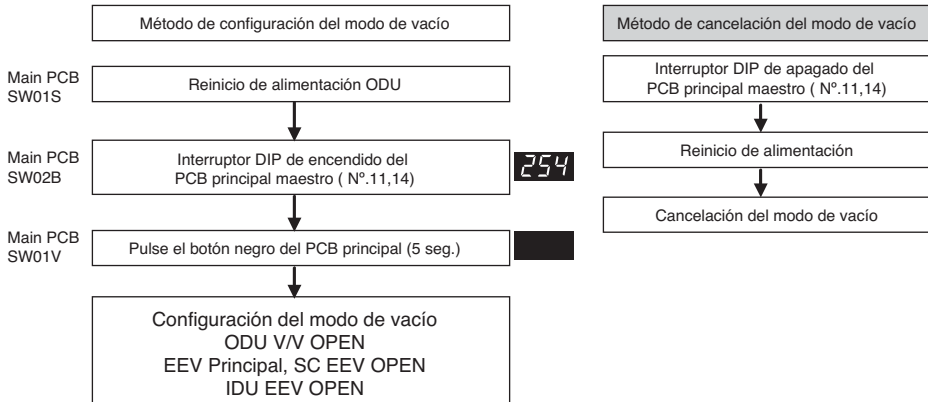 Método de configuración del modo de vacío
Main PCB
SW01S
Reinicio de alimentación ODU
Main PCB
SW02B
Interruptor DIP de encendido del
PCB principal maestro ( Nº.11,14)
254
Main PCB
SW01V
Pulse el botón negro del PCB principal (5 seg.)
Configuración del modo de vacío
ODU V/V OPEN
EEV Principal, SC EEV OPEN
IDU EEV OPEN
Método de cancelación del modo de vacío
Interruptor DIP de apagado del
PCB principal maestro ( Nº.11,14)
Reinicio de alimentación
Cancelación del modo de vacío